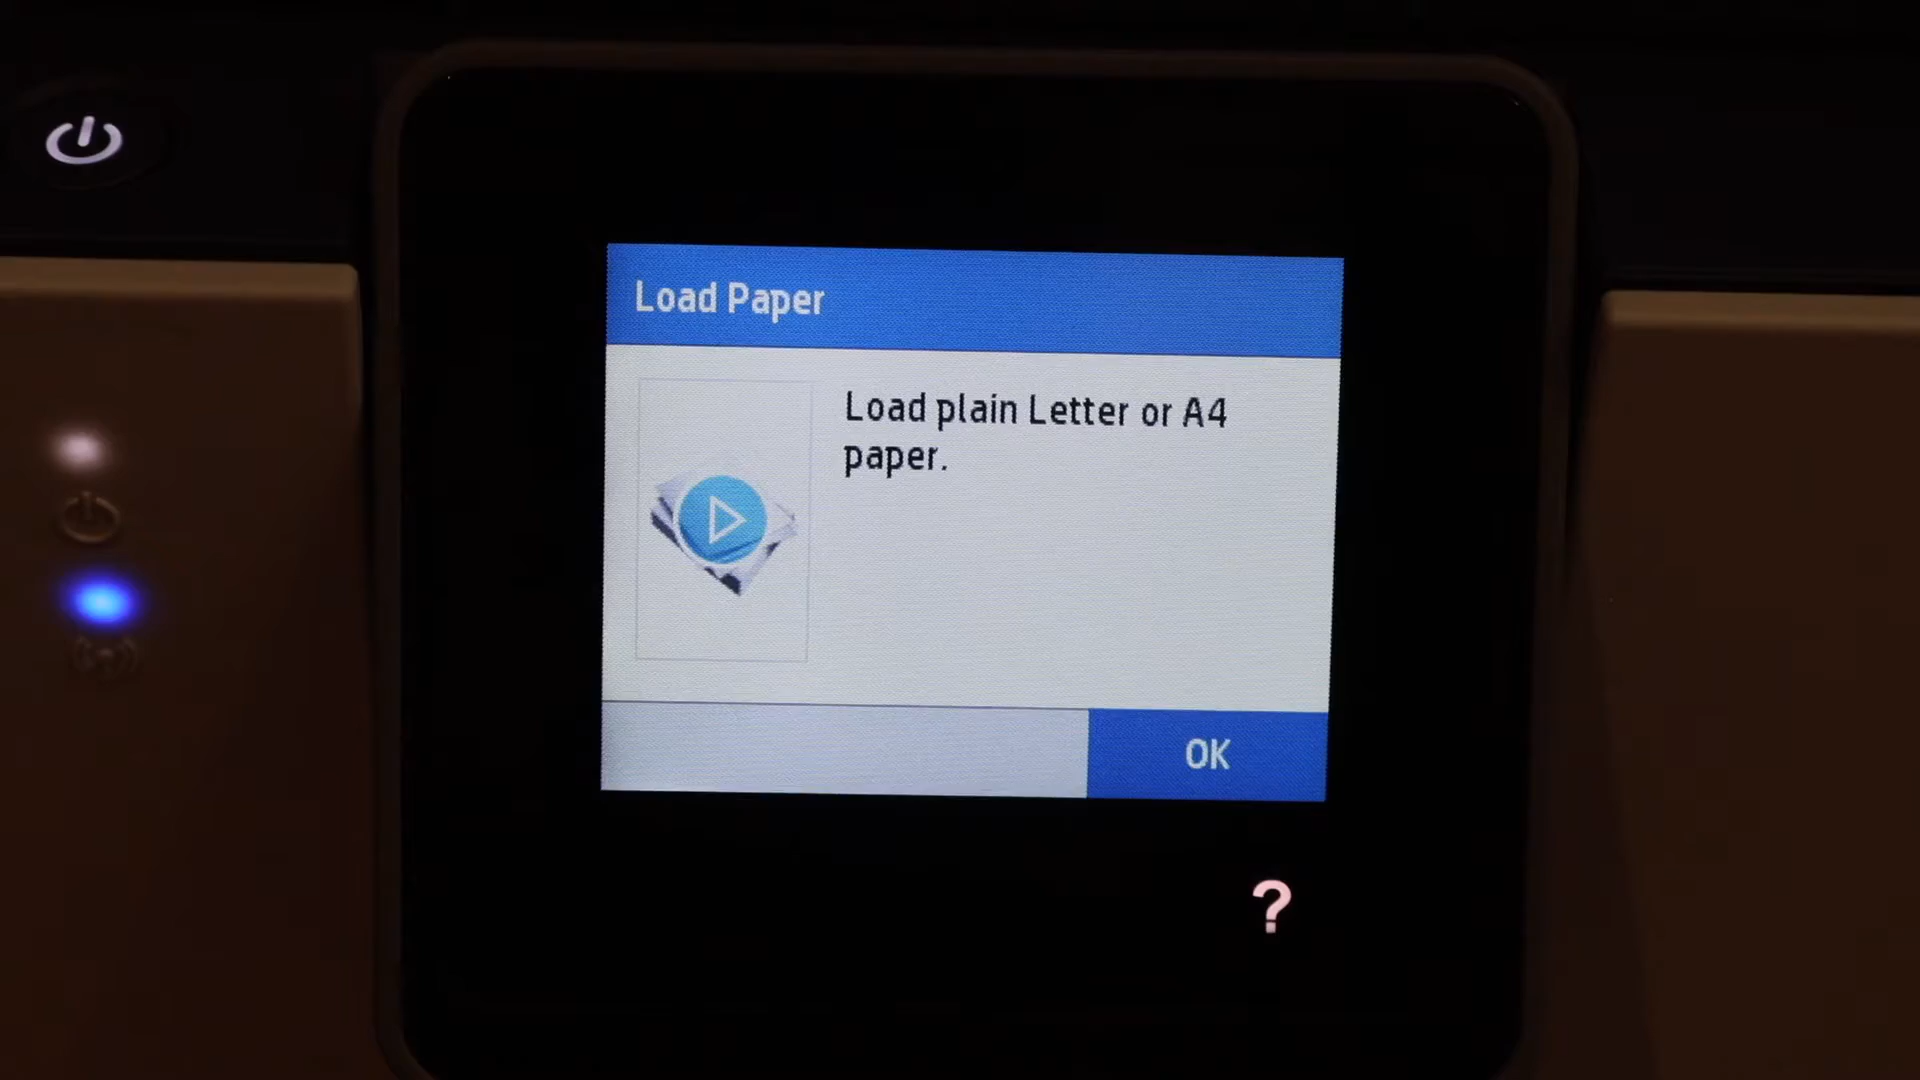 Load Paper
Load plain Letter or A4
paper.
OK
?